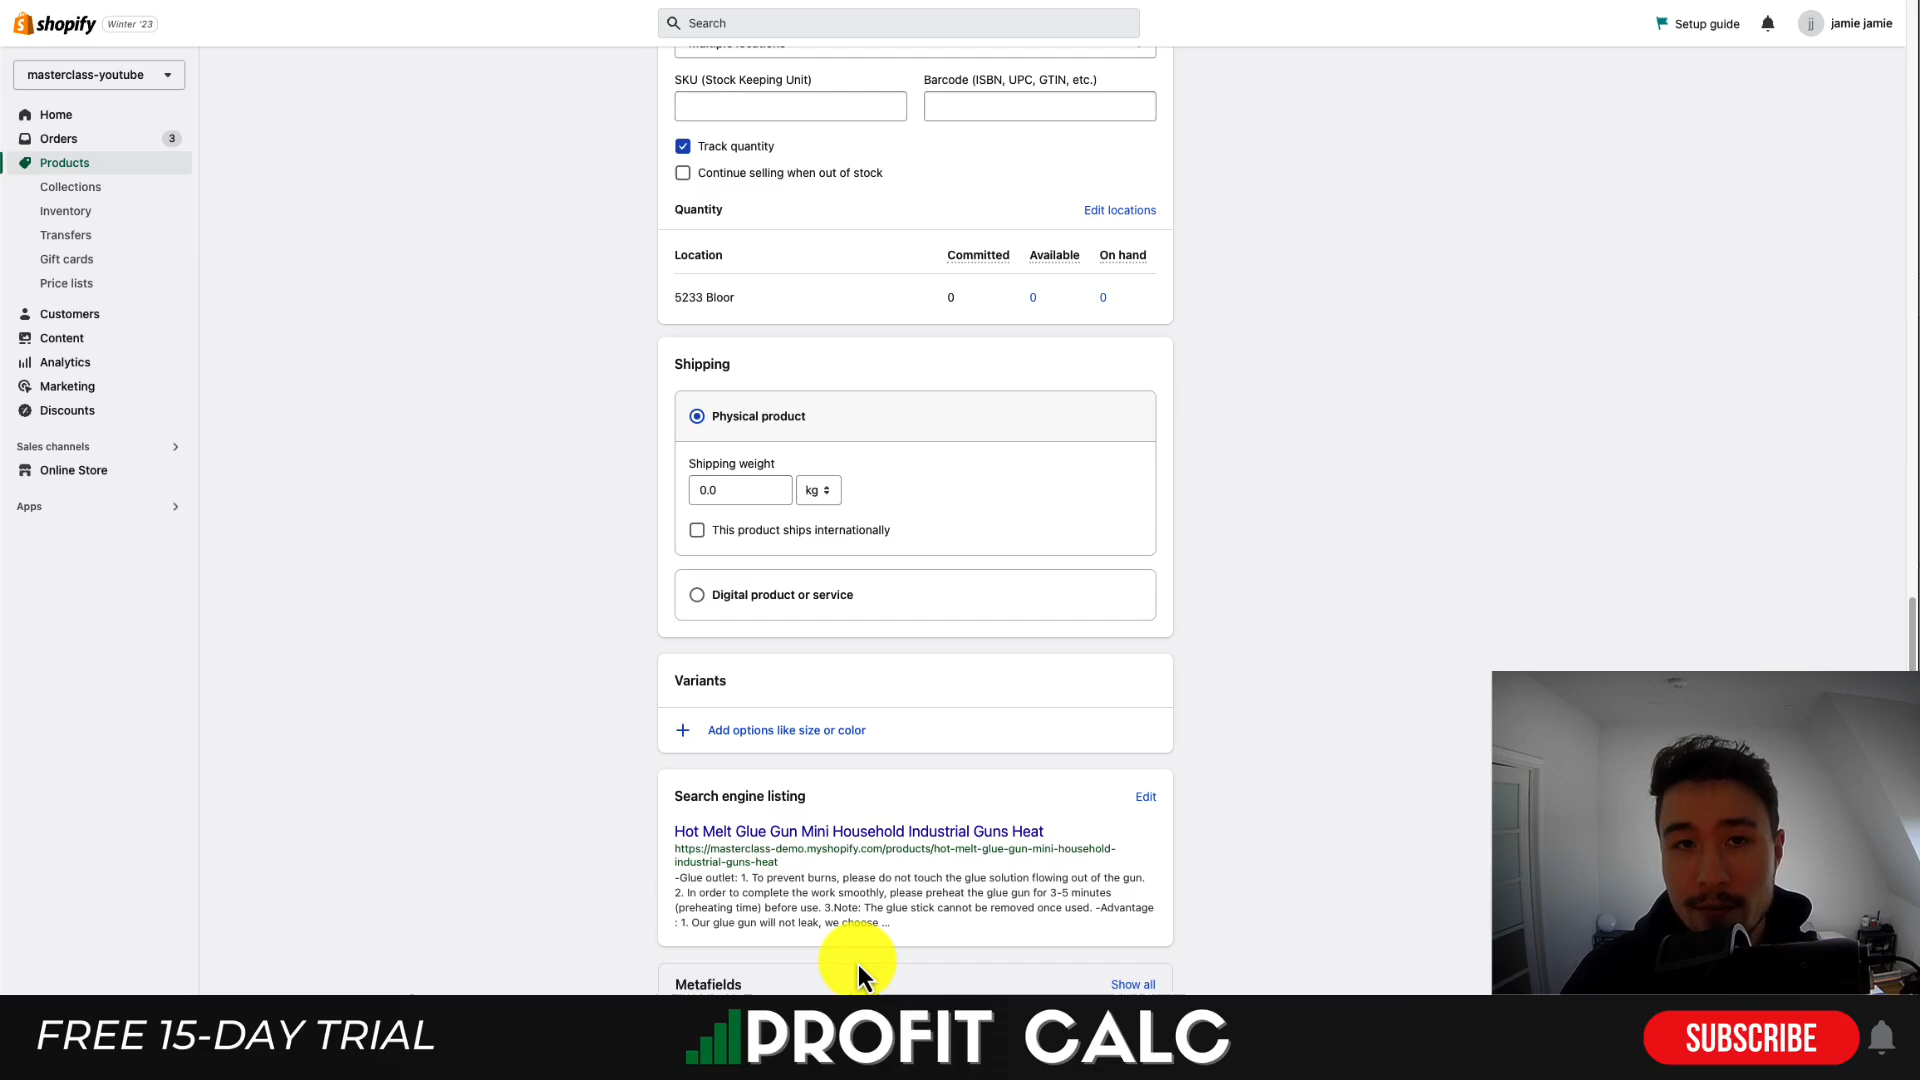 shopify Winter '23
Search
Setup guide
jj jamie jamie
masterclass-youtube
Home
Orders 3
Products
Collections
Inventory
Transfers
Gift cards
Price lists
Customers
Content
Analytics
Marketing
Discounts
Sales channels
Online Store
Apps
Multiple locations
SKU (Stock Keeping Unit) Barcode (ISBN, UPC, GTIN, etc.)
Track quantity
Continue selling when out of stock
Quantity Edit locations
Location Committed Available On hand
5233 Bloor 0 0 0
Shipping
Physical product
Shipping weight
0.0 kg
This product ships internationally
Digital product or service
Variants
Add options like size or color
Search engine listing Edit
Hot Melt Glue Gun Mini Household Industrial Guns Heat
https://masterclass-demo.myshopify.com/products/hot-melt-glue-gun-mini-household-
industrial-guns-heat
-Glue outlet: 1. To prevent burns, please do not touch the glue solution flowing out of the gun.
2. In order to complete the work smoothly, please preheat the glue gun for 3-5 minutes
(preheating time) before use. 3.Note: The glue stick cannot be removed once used. -Advantage
: 1. Our glue gun will not leak, we choose ...
Metafields Show all
FREE 15-DAY TRIAL
PROFIT CALC
SUBSCRIBE